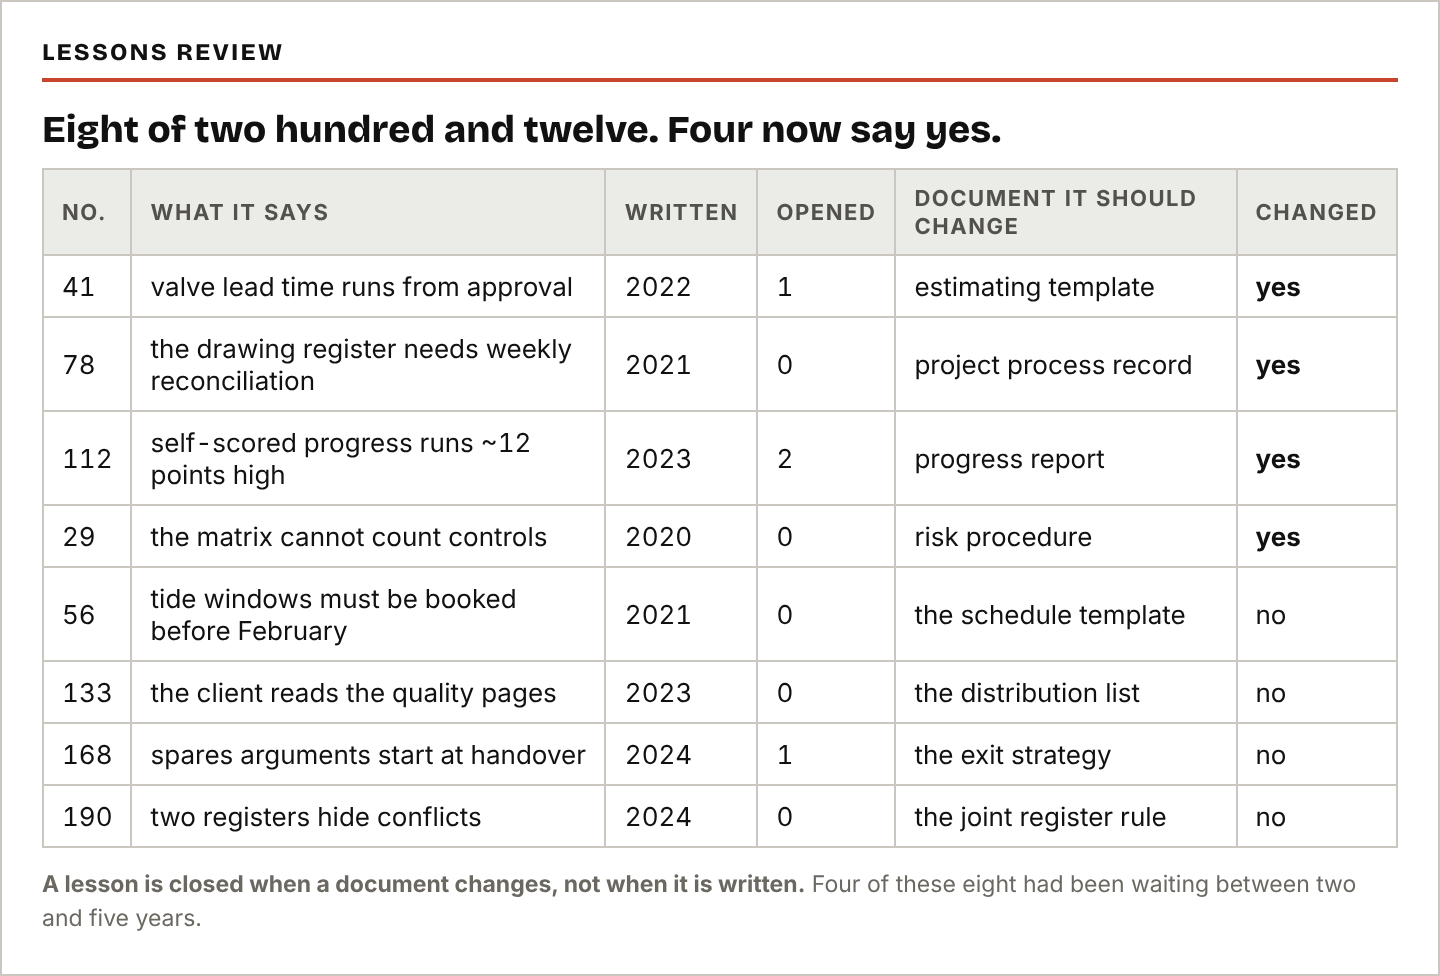 LESSONS REVIEW
Eight of two hundred and twelve. Four now say yes.
NO. WHAT IT SAYS WRITTEN OPENED DOCUMENT IT SHOULD CHANGE CHANGED
41 valve lead time runs from approval 2022 1 estimating template yes
78 the drawing register needs weekly reconciliation 2021 0 project process record yes
112 self-scored progress runs ~12 points high 2023 2 progress report yes
29 the matrix cannot count controls 2020 0 risk procedure yes
56 tide windows must be booked before February 2021 0 the schedule template no
133 the client reads the quality pages 2023 0 the distribution list no
168 spares arguments start at handover 2024 1 the exit strategy no
190 two registers hide conflicts 2024 0 the joint register rule no
A lesson is closed when a document changes, not when it is written. Four of these eight had been waiting between two
and five years.